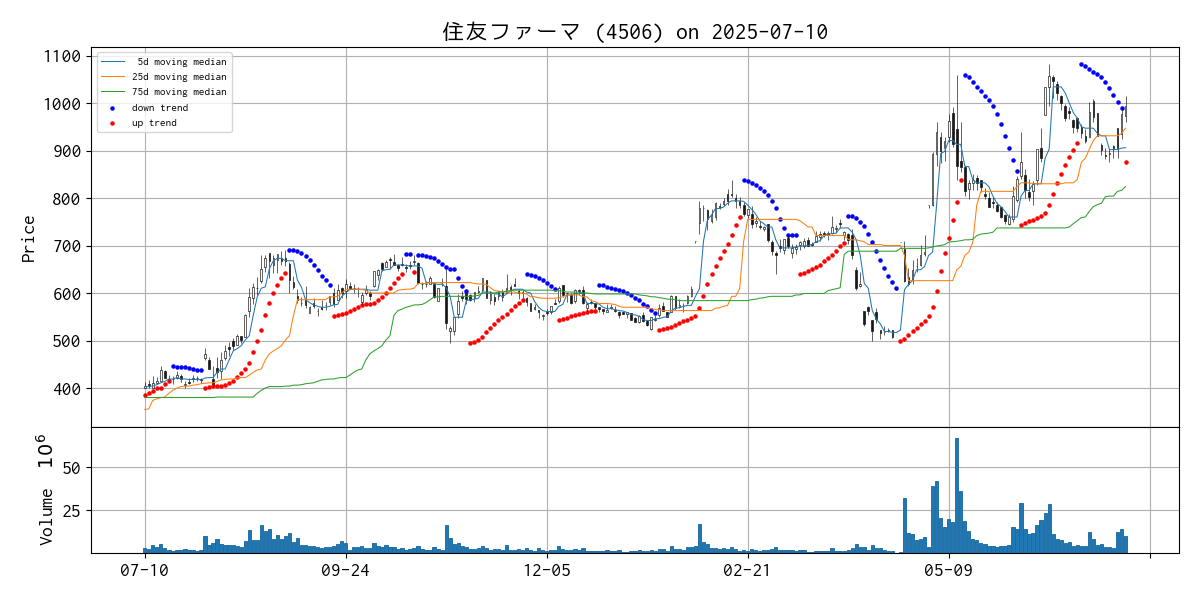 住友ファーマ (4506) on 2025-07-10
1100
1000
900
800
700
600
500
400
Price
5d moving median
25d moving median
75d moving median
down trend
up trend
50
25
Volume 10⁶
07-10
09-24
12-05
02-21
05-09